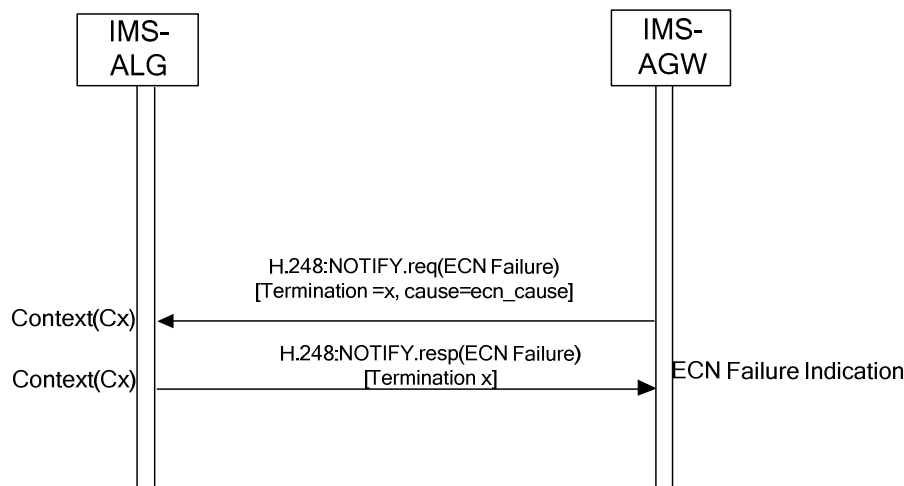 IMS-
ALG
IMS-
AGW
H.248:NOTIFY.req(ECN Failure)
[Termination =x, cause=ecn_cause]
Context(Cx)
H.248:NOTIFY.resp(ECN Failure)
[Termination x]
Context(Cx)
ECN Failure Indication